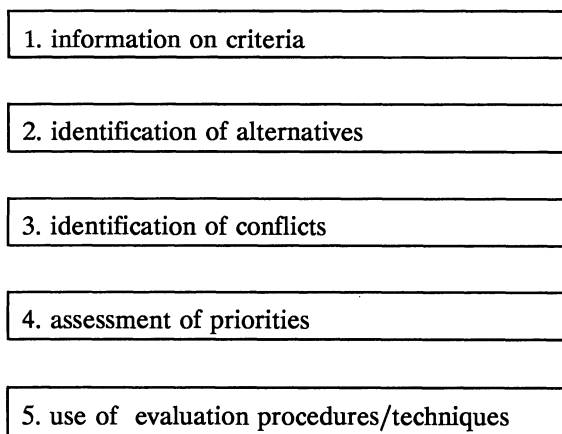 1. information on criteria
2. identification of alternatives
3. identification of conflicts
4. assessment of priorities
5. use of evaluation procedures/techniques